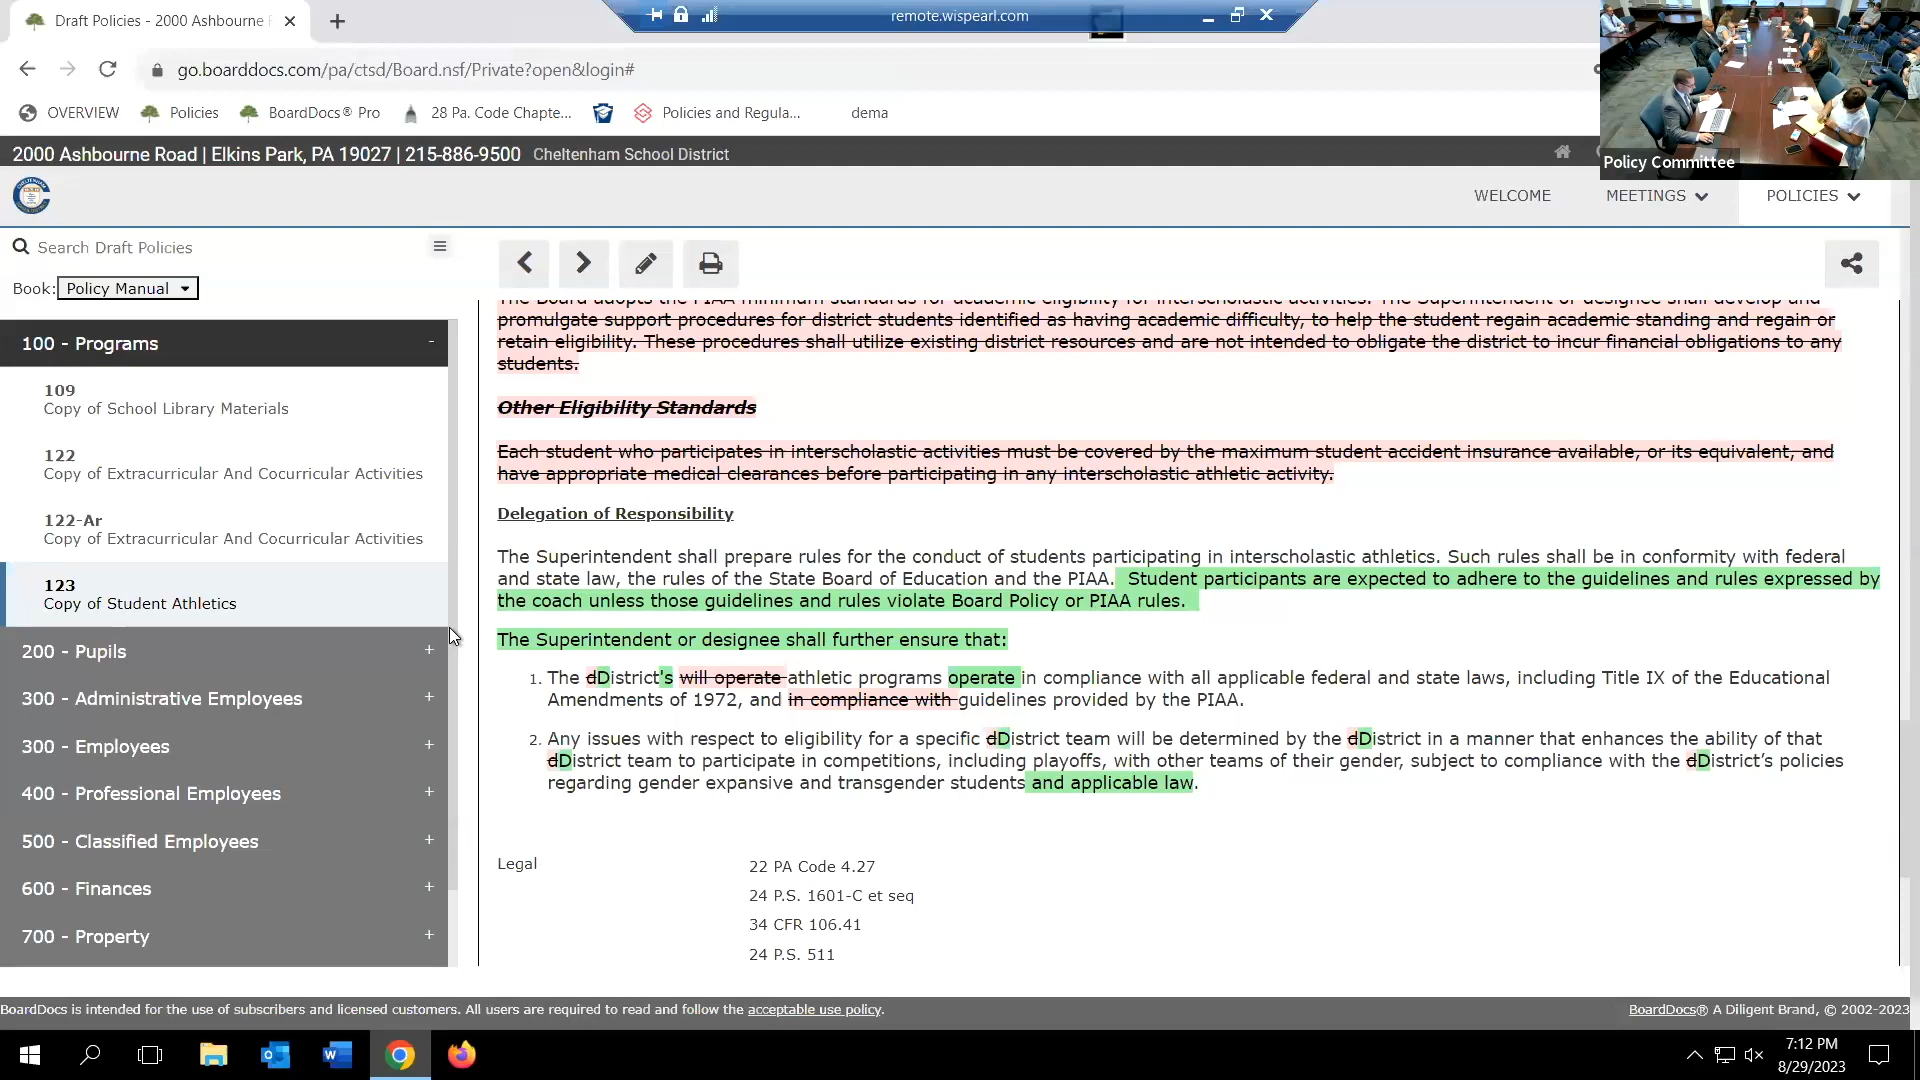 Draft Policies - 2000 Ashbourne
remote.wispearl.com
go.boarddocs.com/pa/ctsd/Board.nsf/Private?open&login#
OVERVIEW Policies BoardDocs® Pro 28 Pa. Code Chapte... Policies and Regula... dema
Policy Committee
2000 Ashbourne Road | Elkins Park, PA 19027 | 215-886-9500 Cheltenham School District
WELCOME MEETINGS POLICIES
Search Draft Policies
Book: Policy Manual
100 - Programs -
109
Copy of School Library Materials
122
Copy of Extracurricular And Cocurricular Activities
122-Ar
Copy of Extracurricular And Cocurricular Activities
123
Copy of Student Athletics
200 - Pupils +
300 - Administrative Employees +
300 - Employees +
400 - Professional Employees +
500 - Classified Employees +
600 - Finances +
700 - Property +
The Board adopts the PIAA minimum standards for academic eligibility for interscholastic activities. The Superintendent or designee shall develop and
promulgate support procedures for district students identified as having academic difficulty, to help the student regain academic standing and regain or
retain eligibility. These procedures shall utilize existing district resources and are not intended to obligate the district to incur financial obligations to any
students.
Other Eligibility Standards
Each student who participates in interscholastic activities must be covered by the maximum student accident insurance available, or its equivalent, and
have appropriate medical clearances before participating in any interscholastic athletic activity.
Delegation of Responsibility
The Superintendent shall prepare rules for the conduct of students participating in interscholastic athletics. Such rules shall be in conformity with federal
and state law, the rules of the State Board of Education and the PIAA. Student participants are expected to adhere to the guidelines and rules expressed by
the coach unless those guidelines and rules violate Board Policy or PIAA rules.
The Superintendent or designee shall further ensure that:
1. The dDistrict's will operate athletic programs operate in compliance with all applicable federal and state laws, including Title IX of the Educational
Amendments of 1972, and in compliance with guidelines provided by the PIAA.
2. Any issues with respect to eligibility for a specific dDistrict team will be determined by the dDistrict in a manner that enhances the ability of that
dDistrict team to participate in competitions, including playoffs, with other teams of their gender, subject to compliance with the dDistrict’s policies
regarding gender expansive and transgender students and applicable law.
Legal
22 PA Code 4.27
24 P.S. 1601-C et seq
34 CFR 106.41
24 P.S. 511
BoardDocs is intended for the use of subscribers and licensed customers. All users are required to read and follow the acceptable use policy.
BoardDocs® A Diligent Brand, © 2002-2023
7:12 PM
8/29/2023